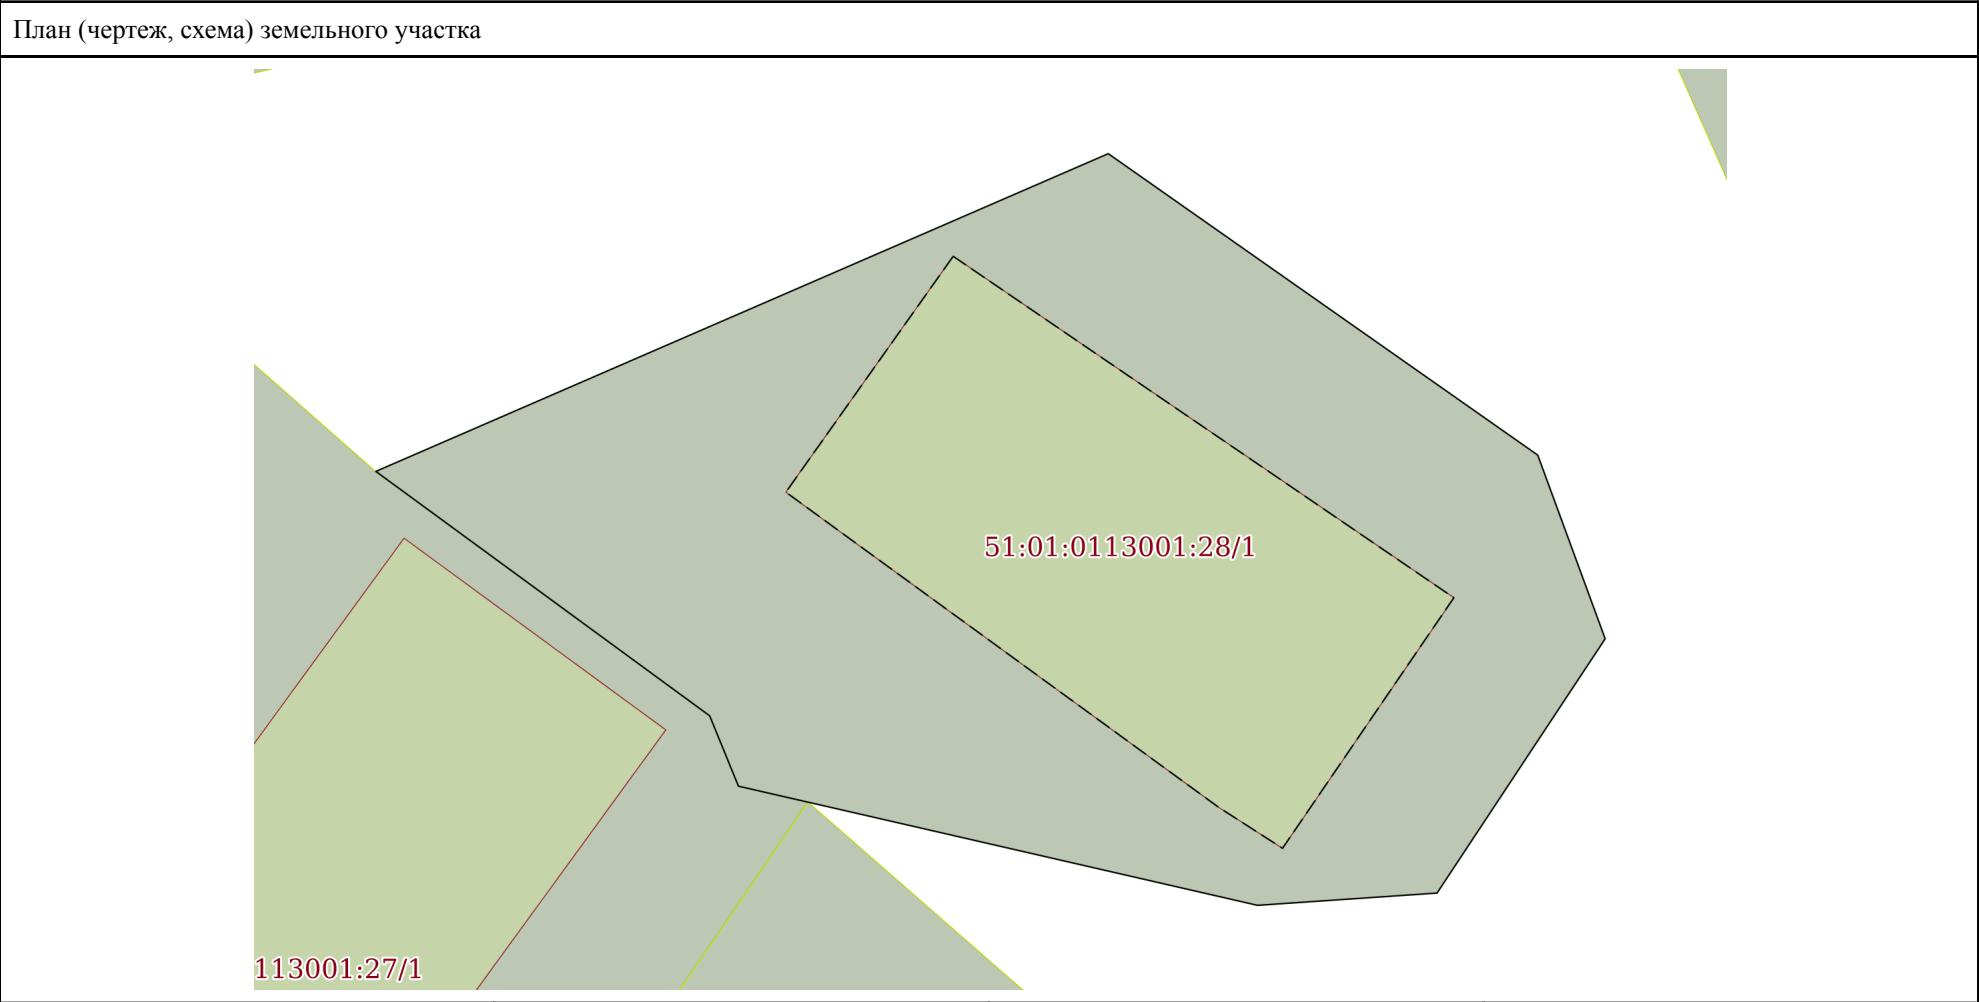 План (чертеж, схема) земельного участка
51:01:0113001:28/1
113001:27/1